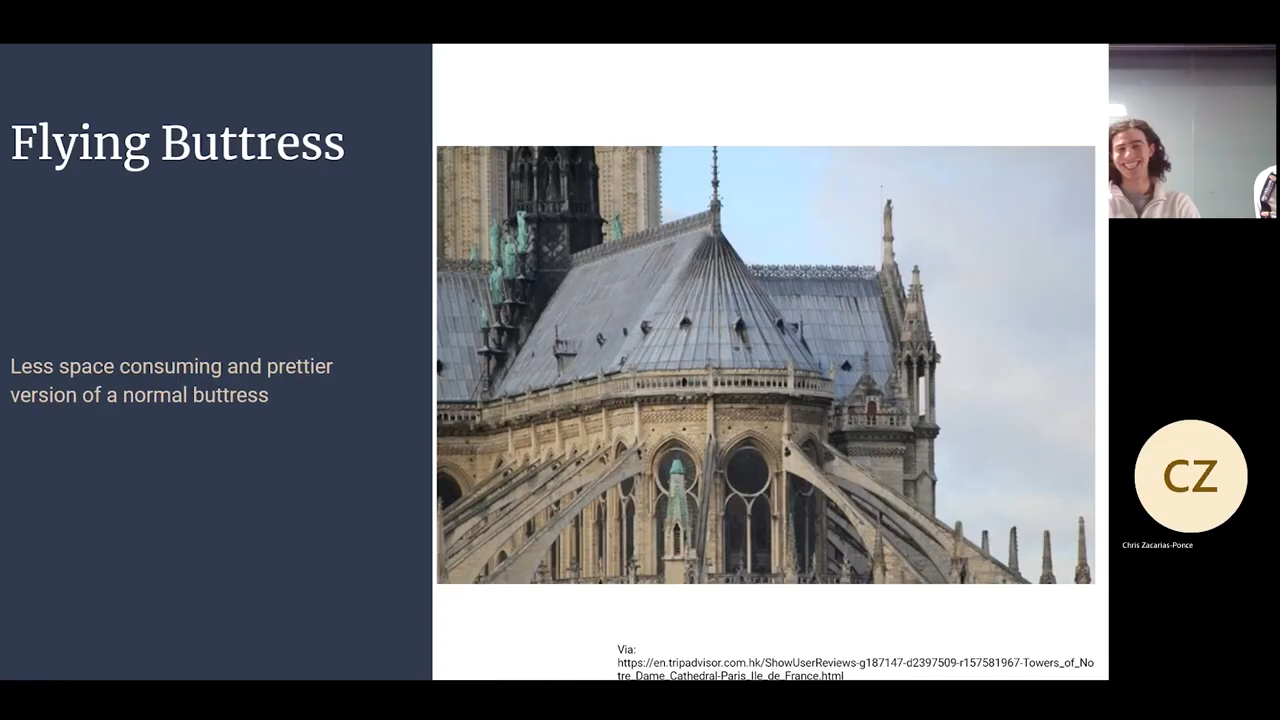 Flying Buttress
Less space consuming and prettier
version of a normal buttress
Via:
https://en.tripadvisor.com.hk/ShowUserReviews-g187147-d2397509-r157581967-Towers_of_No
tre_Dame_Cathedral-Paris_Ile_de_France.html
CZ
Chris Zacarias-Ponce